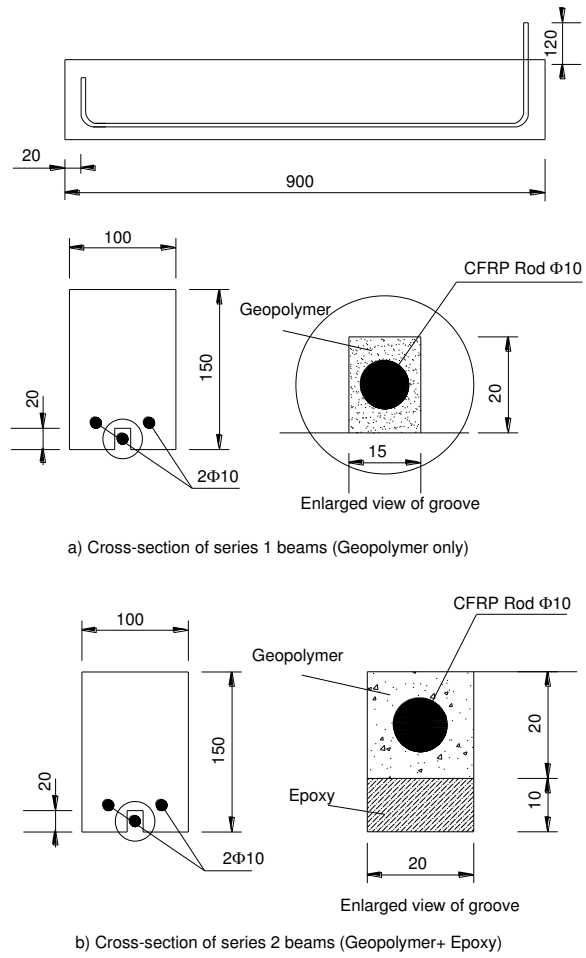 120
20
900
100
CFRP Rod Φ10
Geopolymer
150
20
20
15
2Φ10
Enlarged view of groove
a) Cross-section of series 1 beams (Geopolymer only)
CFRP Rod Φ10
100
Geopolymer
150
20
20
Epoxy
10
2Φ10
20
Enlarged view of groove
b) Cross-section of series 2 beams (Geopolymer+ Epoxy)